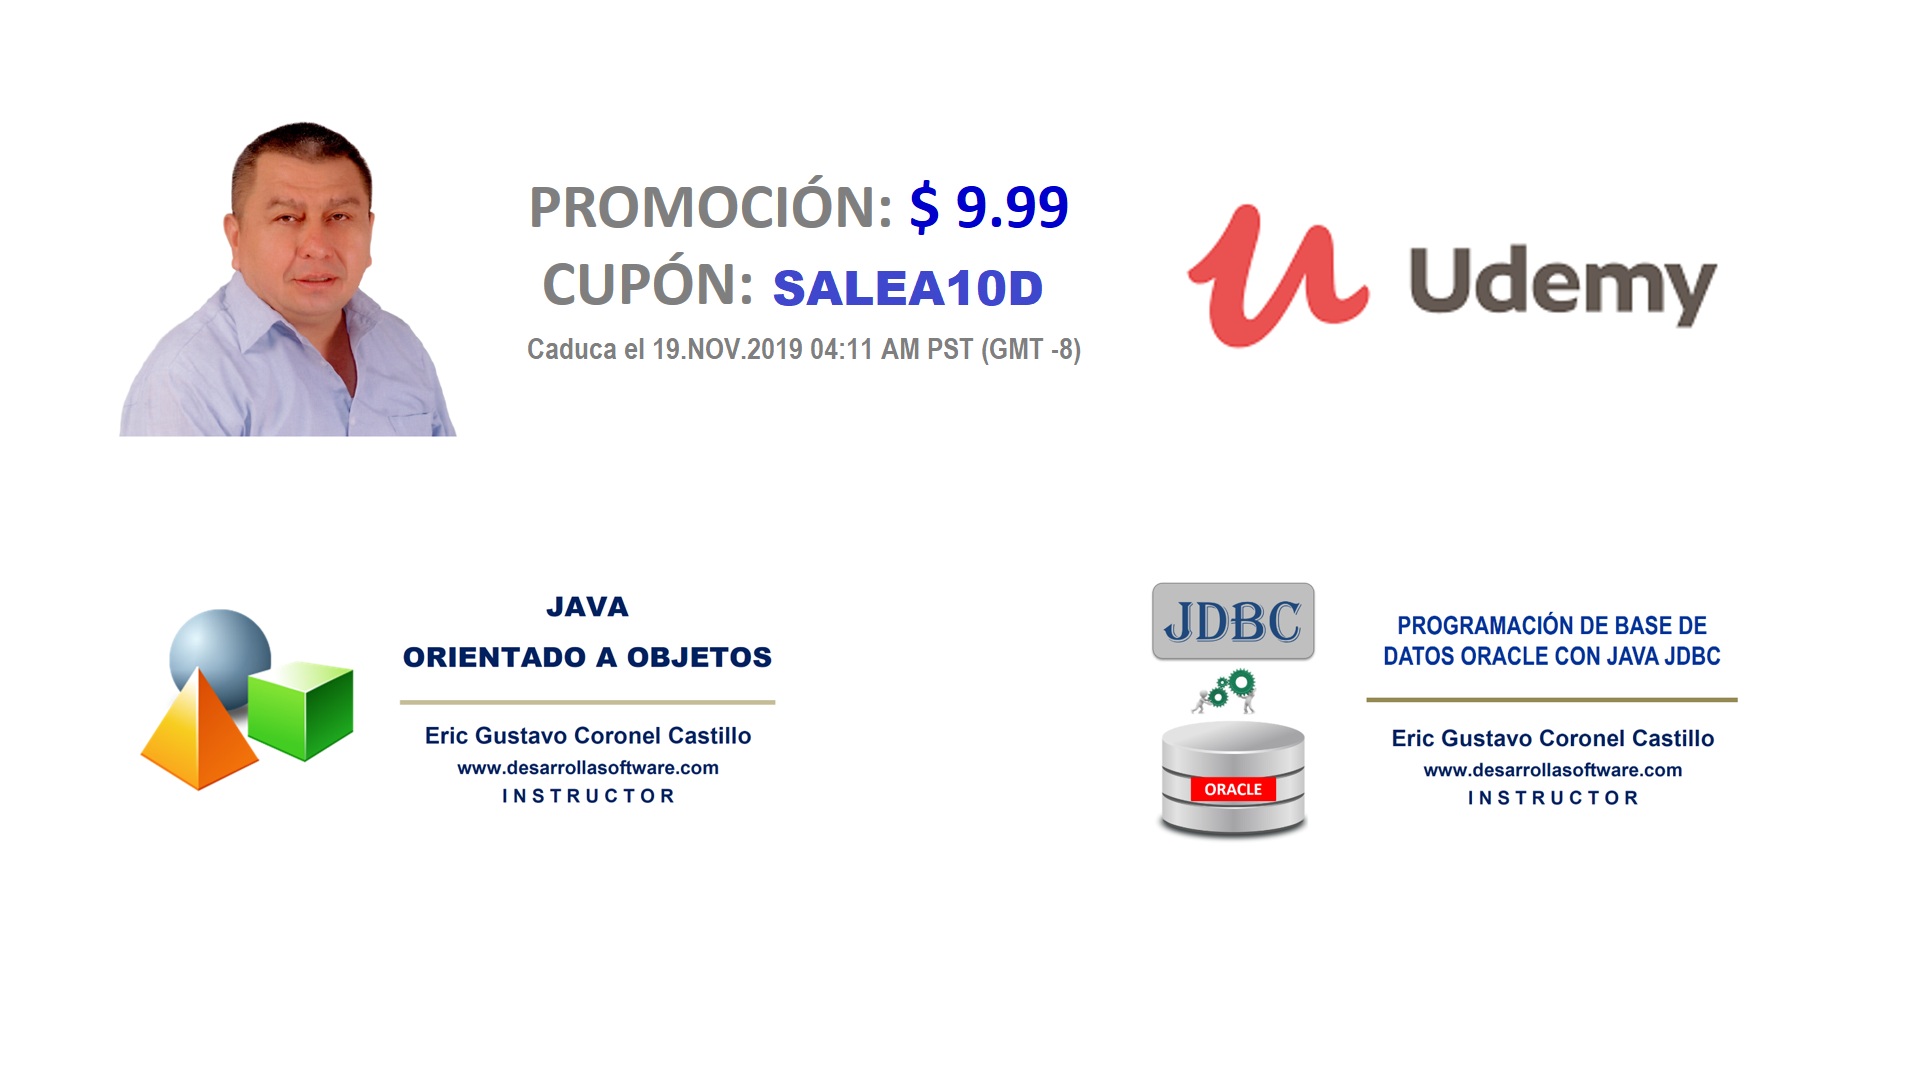 PROMOCIÓN: $ 9.99
CUPÓN: SALEA10D
Caduca el 19.NOV.2019 04:11 AM PST (GMT -8)
Udemy
JAVA
ORIENTADO A OBJETOS
Eric Gustavo Coronel Castillo
www.desarrollasoftware.com
INSTRUCTOR
JDBC
ORACLE
PROGRAMACIÓN DE BASE DE
DATOS ORACLE CON JAVA JDBC
Eric Gustavo Coronel Castillo
www.desarrollasoftware.com
INSTRUCTOR